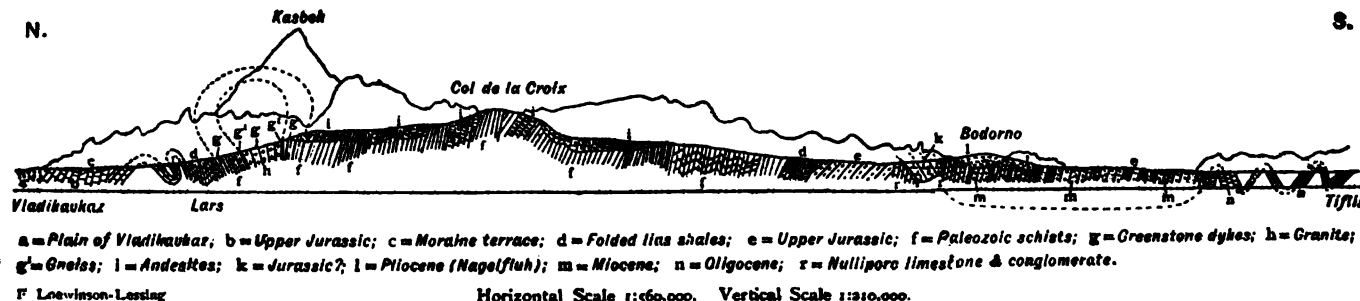 N.
Kasbek
S.
Col de la Croix
Bodorno
Vladikavkaz
Lars
Tiflis
a=Plain of Vladikavkaz; b=Upper Jurassic; c=Moraine terrace; d=Folded lias shales; e=Upper Jurassic; f=Paleozoic schists; g=Greenstone dykes; h=Granite;
g'=Gneiss; i=Andesites; k=Jurassic?; l=Pliocene (Nagelfluh); m=Miocene; n=Oligocene; r=Nullipore limestone & conglomerate.
F Loewinson-Lessing
Horizontal Scale 1:560,000. Vertical Scale 1:210,000.